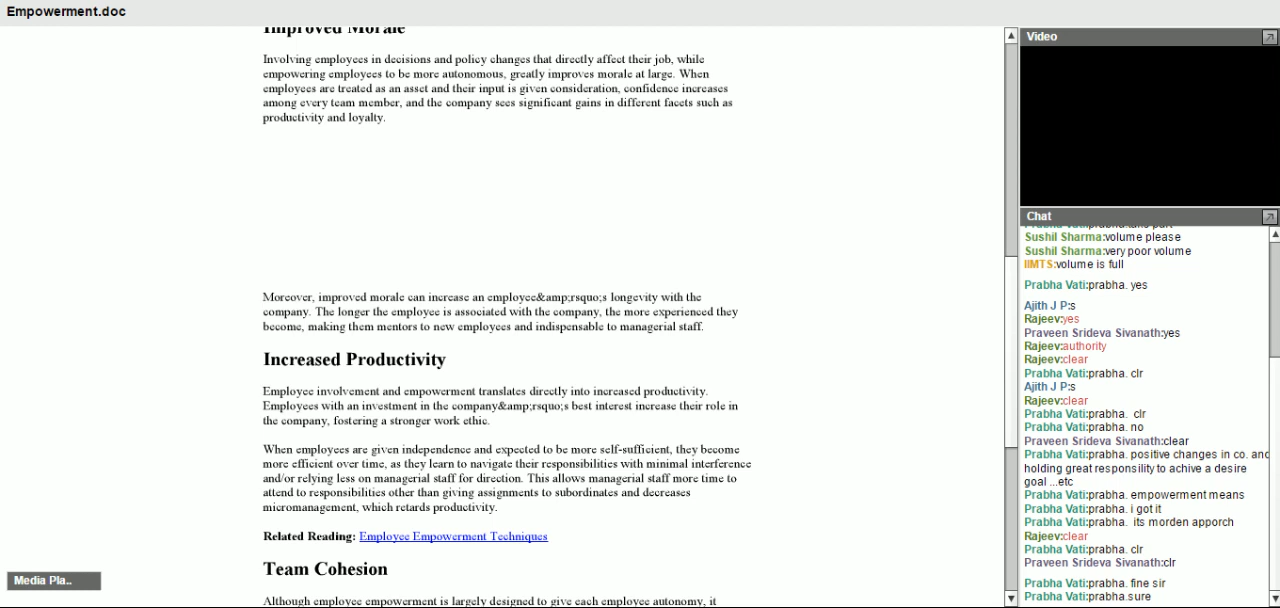 Empowerment.doc
Improved Morale
Involving employees in decisions and policy changes that directly affect their job, while
empowering employees to be more autonomous, greatly improves morale at large. When
employees are treated as an asset and their input is given consideration, confidence increases
among every team member, and the company sees significant gains in different facets such as
productivity and loyalty.
Moreover, improved morale can increase an employee&amp;rsquo;s longevity with the
company. The longer the employee is associated with the company, the more experienced they
become, making them mentors to new employees and indispensable to managerial staff.
Increased Productivity
Employee involvement and empowerment translates directly into increased productivity.
Employees with an investment in the company&amp;rsquo;s best interest increase their role in
the company, fostering a stronger work ethic.
When employees are given independence and expected to be more self-sufficient, they become
more efficient over time, as they learn to navigate their responsibilities with minimal interference
and/or relying less on managerial staff for direction. This allows managerial staff more time to
attend to responsibilities other than giving assignments to subordinates and decreases
micromanagement, which retards productivity.
Related Reading: Employee Empowerment Techniques
Team Cohesion
Although employee empowerment is largely designed to give each employee autonomy, it
Media Pla..
Video
Chat
Prabha Vati:prabha.take part
Sushil Sharma:volume please
Sushil Sharma:very poor volume
IIMTS:volume is full
Prabha Vati:prabha. yes
Ajith J P:s
Rajeev:yes
Praveen Srideva Sivanath:yes
Rajeev:authority
Rajeev:clear
Prabha Vati:prabha. clr
Ajith J P:s
Rajeev:clear
Prabha Vati:prabha.  clr
Prabha Vati:prabha. no
Praveen Srideva Sivanath:clear
Prabha Vati:prabha. positive changes in co. and
holding great responsility to achive a desire
goal ...etc
Prabha Vati:prabha. empowerment means
Prabha Vati:prabha. i got it
Prabha Vati:prabha.  its morden apporch
Rajeev:clear
Prabha Vati:prabha. clr
Praveen Srideva Sivanath:clr
Prabha Vati:prabha. fine sir
Prabha Vati:prabha.sure